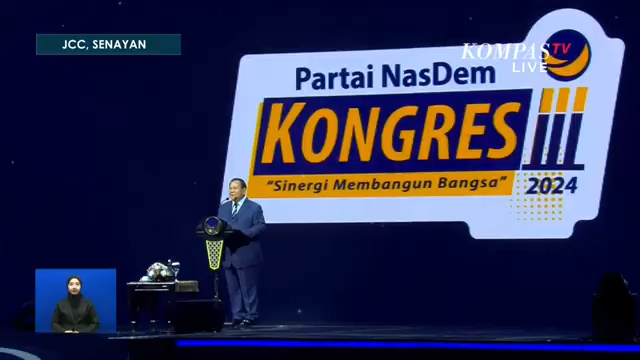 JCC, SENAYAN
KOMPASTV
LIVE
Partai NasDem
KONGRES III
"Sinergi Membangun Bangsa"
2024